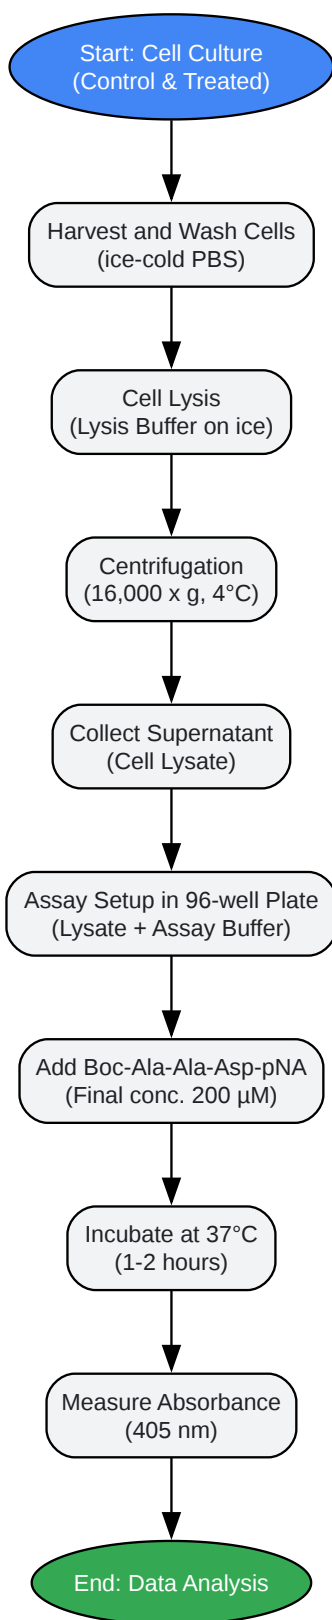 Start: Cell Culture
(Control & Treated)
Harvest and Wash Cells
(ice-cold PBS)
Cell Lysis
(Lysis Buffer on ice)
Centrifugation
(16,000 x g, 4°C)
Collect Supernatant
(Cell Lysate)
Assay Setup in 96-well Plate
(Lysate + Assay Buffer)
Add Boc-Ala-Ala-Asp-pNA
(Final conc. 200 µM)
Incubate at 37°C
(1-2 hours)
Measure Absorbance
(405 nm)
End: Data Analysis